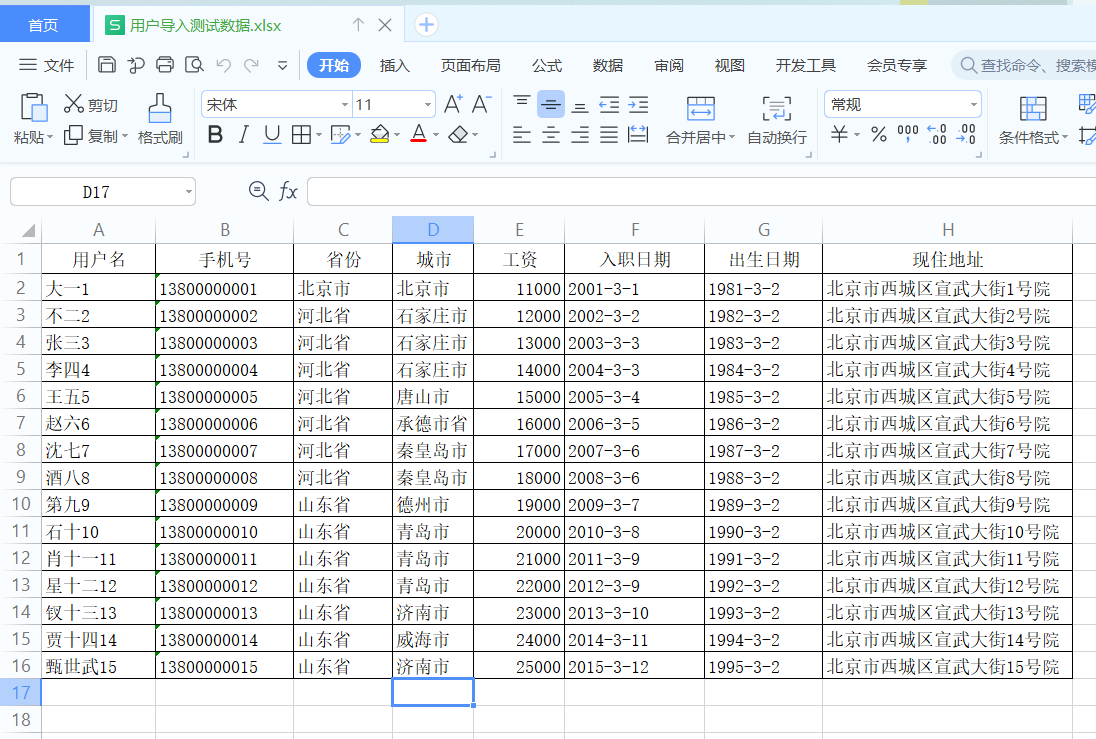 首页 S 用户导入测试数据.xlsx
文件 开始 插入 页面布局 公式 数据 审阅 视图 开发工具 会员专享 查找命令、搜索模
粘贴 剪切 复制 格式刷 宋体 11 A+ A- B I U A 合并居中 自动换行 常规 ¥ % 000 .00 .00 条件格式
D17 fx
A B C D E F G H
1 用户名 手机号 省份 城市 工资 入职日期 出生日期 现住地址
2 大一1 13800000001 北京市 北京市 11000 2001-3-1 1981-3-2 北京市西城区宣武大街1号院
3 不二2 13800000002 河北省 石家庄市 12000 2002-3-2 1982-3-2 北京市西城区宣武大街2号院
4 张三3 13800000003 河北省 石家庄市 13000 2003-3-3 1983-3-2 北京市西城区宣武大街3号院
5 李四4 13800000004 河北省 石家庄市 14000 2004-3-3 1984-3-2 北京市西城区宣武大街4号院
6 王五5 13800000005 河北省 唐山市 15000 2005-3-4 1985-3-2 北京市西城区宣武大街5号院
7 赵六6 13800000006 河北省 承德市省 16000 2006-3-5 1986-3-2 北京市西城区宣武大街6号院
8 沈七7 13800000007 河北省 秦皇岛市 17000 2007-3-6 1987-3-2 北京市西城区宣武大街7号院
9 酒八8 13800000008 河北省 秦皇岛市 18000 2008-3-6 1988-3-2 北京市西城区宣武大街8号院
10 第九9 13800000009 山东省 德州市 19000 2009-3-7 1989-3-2 北京市西城区宣武大街9号院
11 石十10 13800000010 山东省 青岛市 20000 2010-3-8 1990-3-2 北京市西城区宣武大街10号院
12 肖十一11 13800000011 山东省 青岛市 21000 2011-3-9 1991-3-2 北京市西城区宣武大街11号院
13 星十二12 13800000012 山东省 青岛市 22000 2012-3-9 1992-3-2 北京市西城区宣武大街12号院
14 钗十三13 13800000013 山东省 济南市 23000 2013-3-10 1993-3-2 北京市西城区宣武大街13号院
15 贾十四14 13800000014 山东省 威海市 24000 2014-3-11 1994-3-2 北京市西城区宣武大街14号院
16 甄世武15 13800000015 山东省 济南市 25000 2015-3-12 1995-3-2 北京市西城区宣武大街15号院
17
18